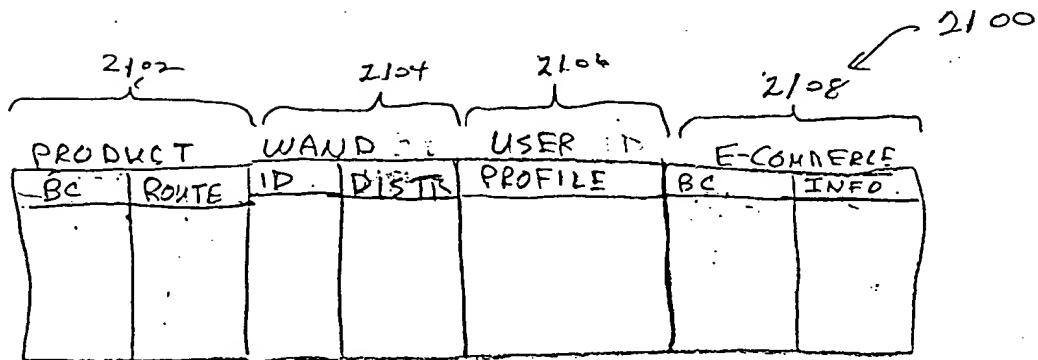 2100
2102 2104 2106 2108
PRODUCT WAND USER E-COMMERCE
BC ROUTE ID DISTR PROFILE BC INFO